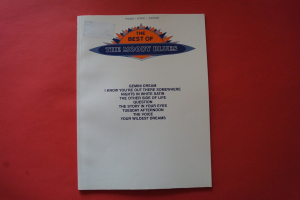 THE
BEST OF
THE MOODY BLUES
GEMINI DREAM
I KNOW YOU'RE OUT THERE SOMEWHERE
NIGHTS IN WHITE SATIN
THE OTHER SIDE OF LIFE
QUESTION
THE STORY IN YOUR EYES
TUESDAY AFTERNOON
THE VOICE
YOUR WILDEST DREAMS